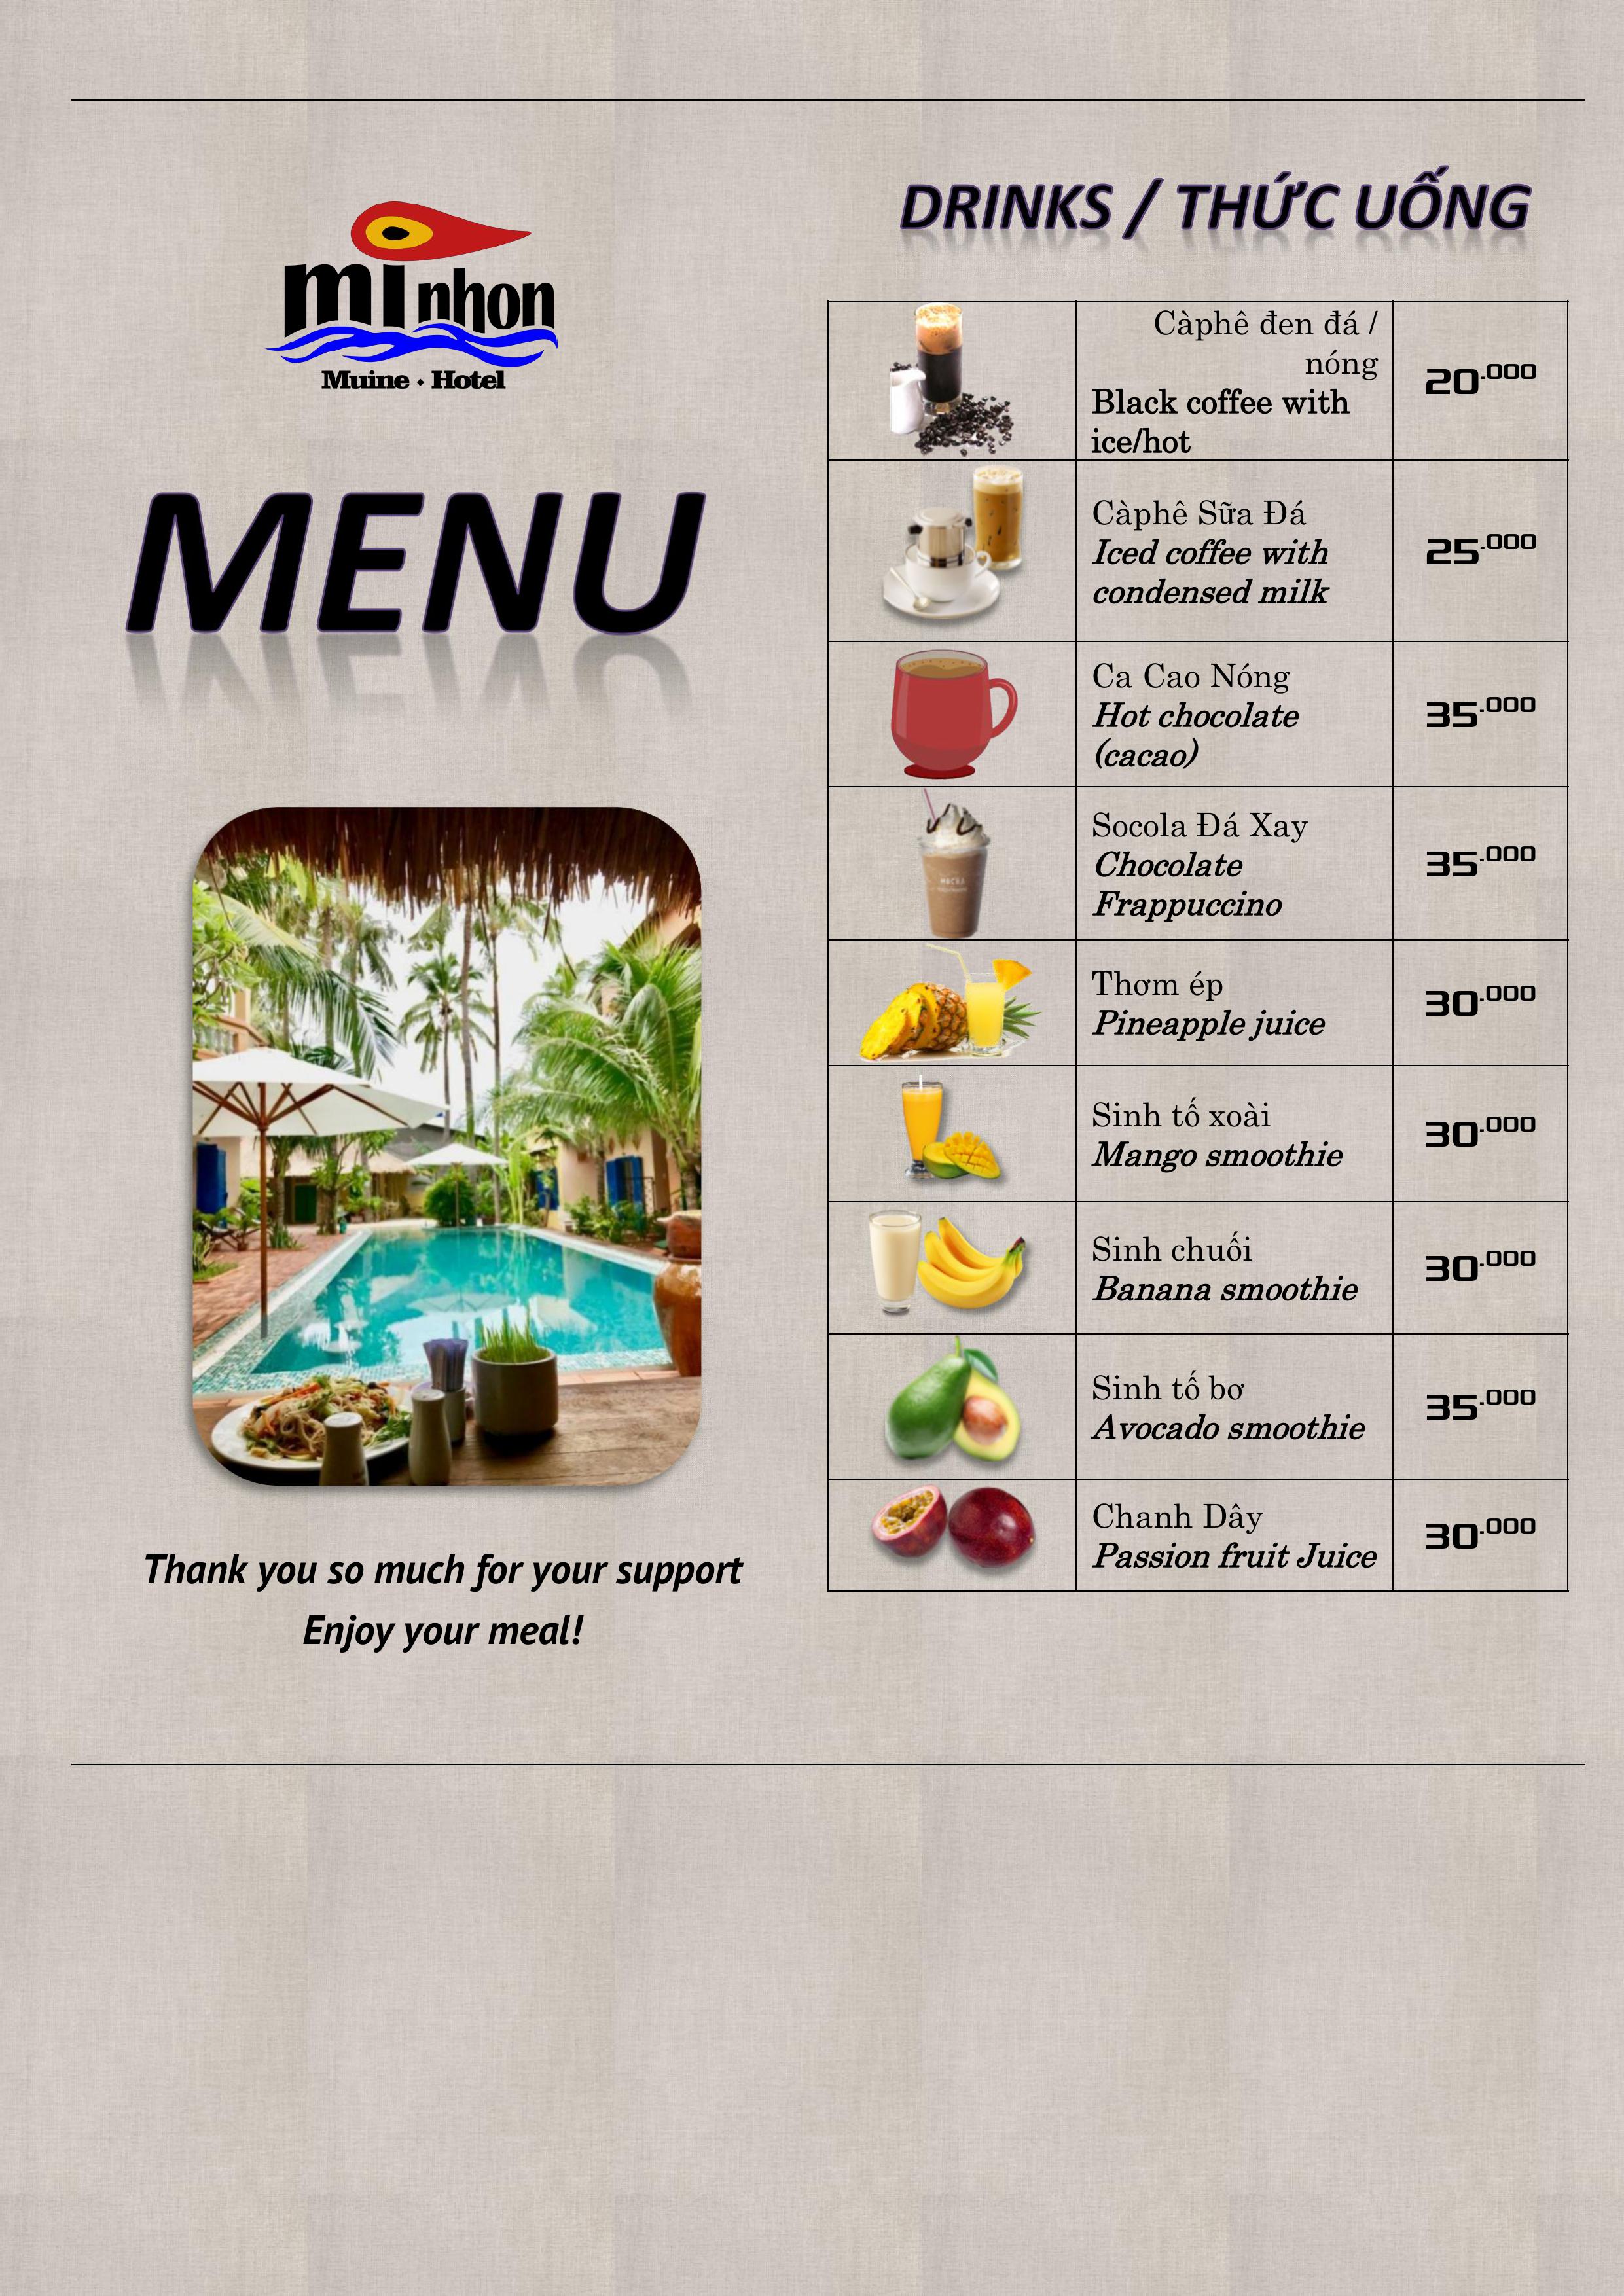 minhon
Muine • Hotel
MENU
Thank you so much for your support
Enjoy your meal!
DRINKS / THỨC UỐNG
Càphê đen đá /
nóng
Black coffee with
ice/hot
20.000
Càphê Sữa Đá
Iced coffee with
condensed milk
25.000
Ca Cao Nóng
Hot chocolate
(cacao)
35.000
Socola Đá Xay
Chocolate
Frappuccino
35.000
Thơm ép
Pineapple juice
30.000
Sinh tố xoài
Mango smoothie
30.000
Sinh chuối
Banana smoothie
30.000
Sinh tố bơ
Avocado smoothie
35.000
Chanh Dây
Passion fruit Juice
30.000